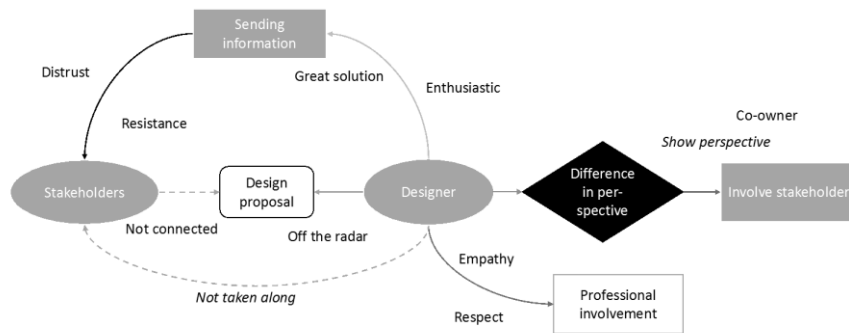 Sending
information
Distrust
Great solution
Enthusiastic
Resistance
Co-owner
Show perspective
Stakeholders
Design
proposal
Designer
Difference
in per-
spective
Involve stakeholder
Not connected
Off the radar
Empathy
Not taken along
Respect
Professional
involvement